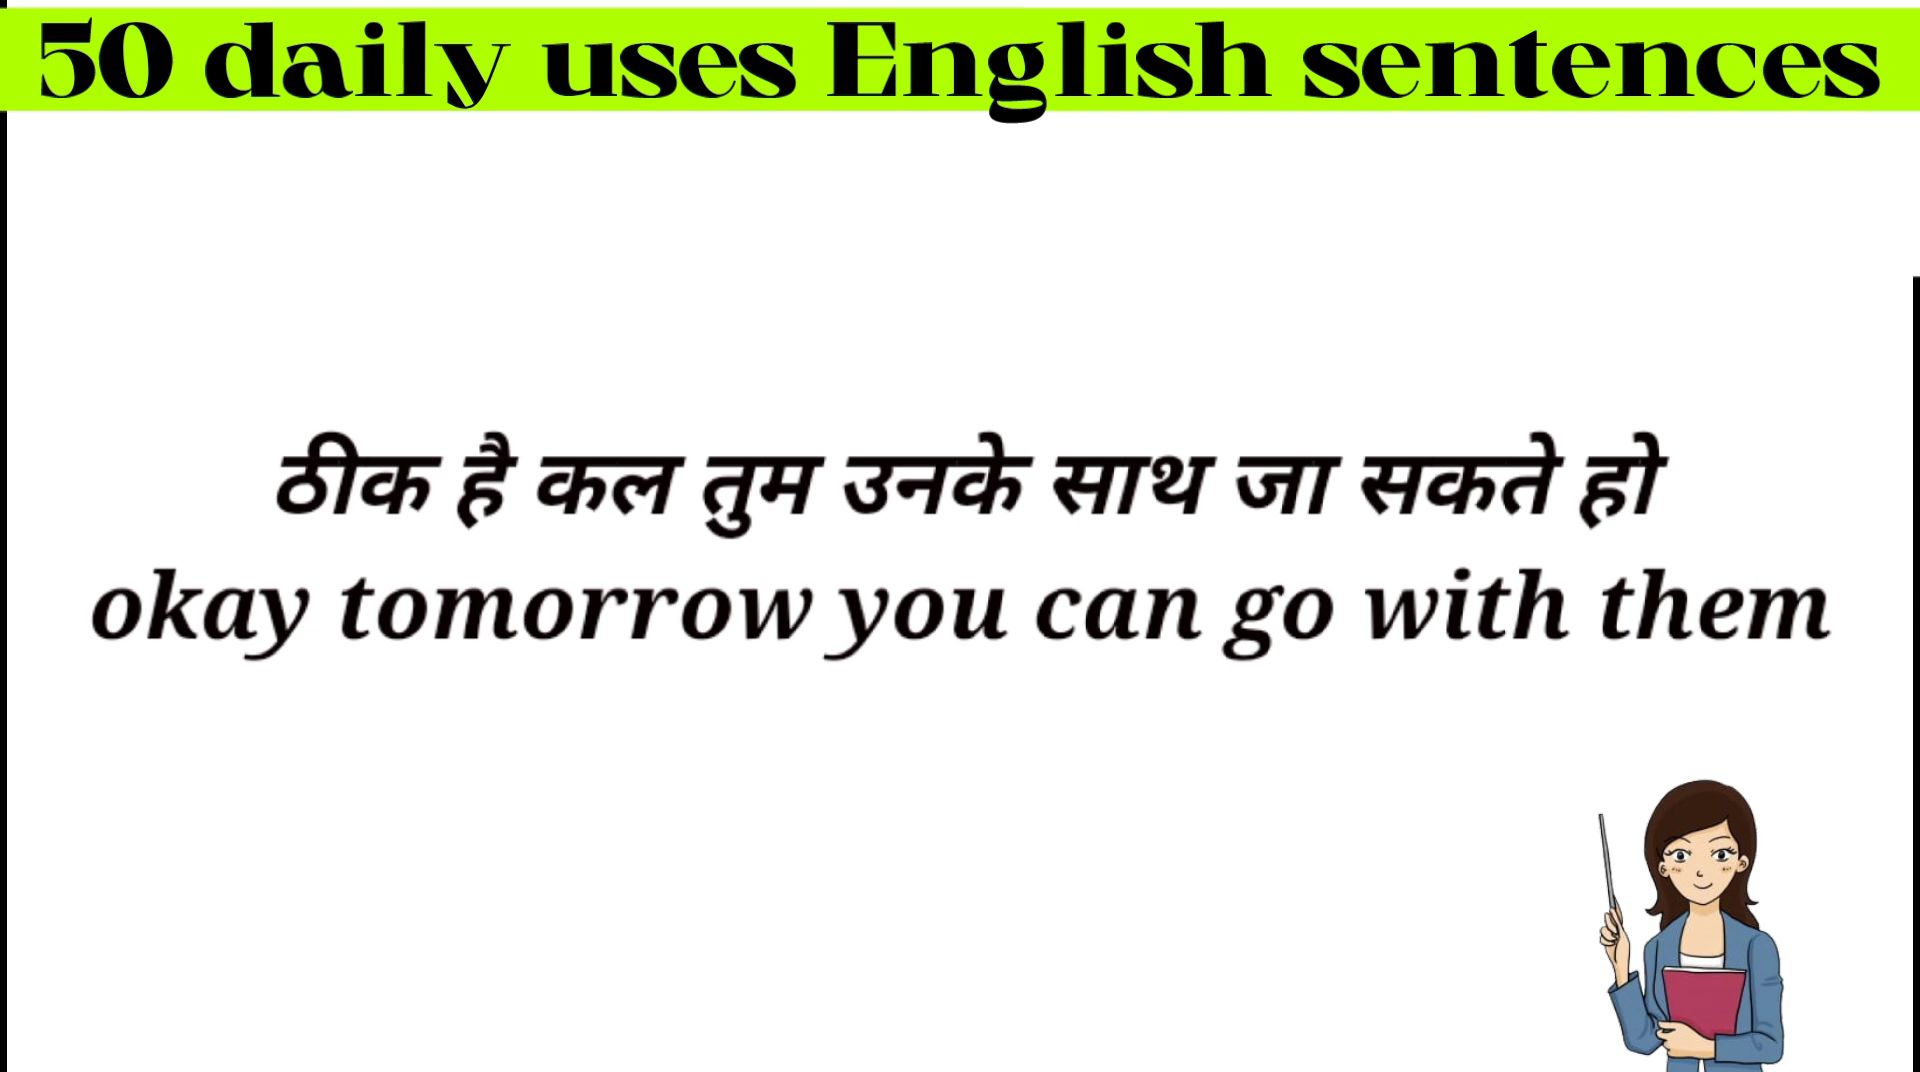 50 daily uses English sentences
ठीक है कल तुम उनके साथ जा सकते हो
okay tomorrow you can go with them